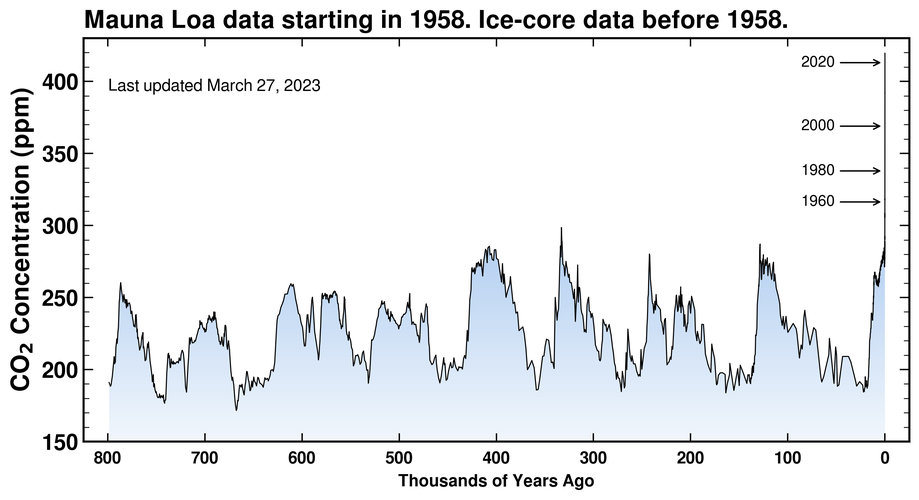 Mauna Loa data starting in 1958. Ice-core data before 1958.
Last updated March 27, 2023
2020
2000
1980
1960
CO₂ Concentration (ppm)
400
350
300
250
200
150
800 700 600 500 400 300 200 100 0
Thousands of Years Ago